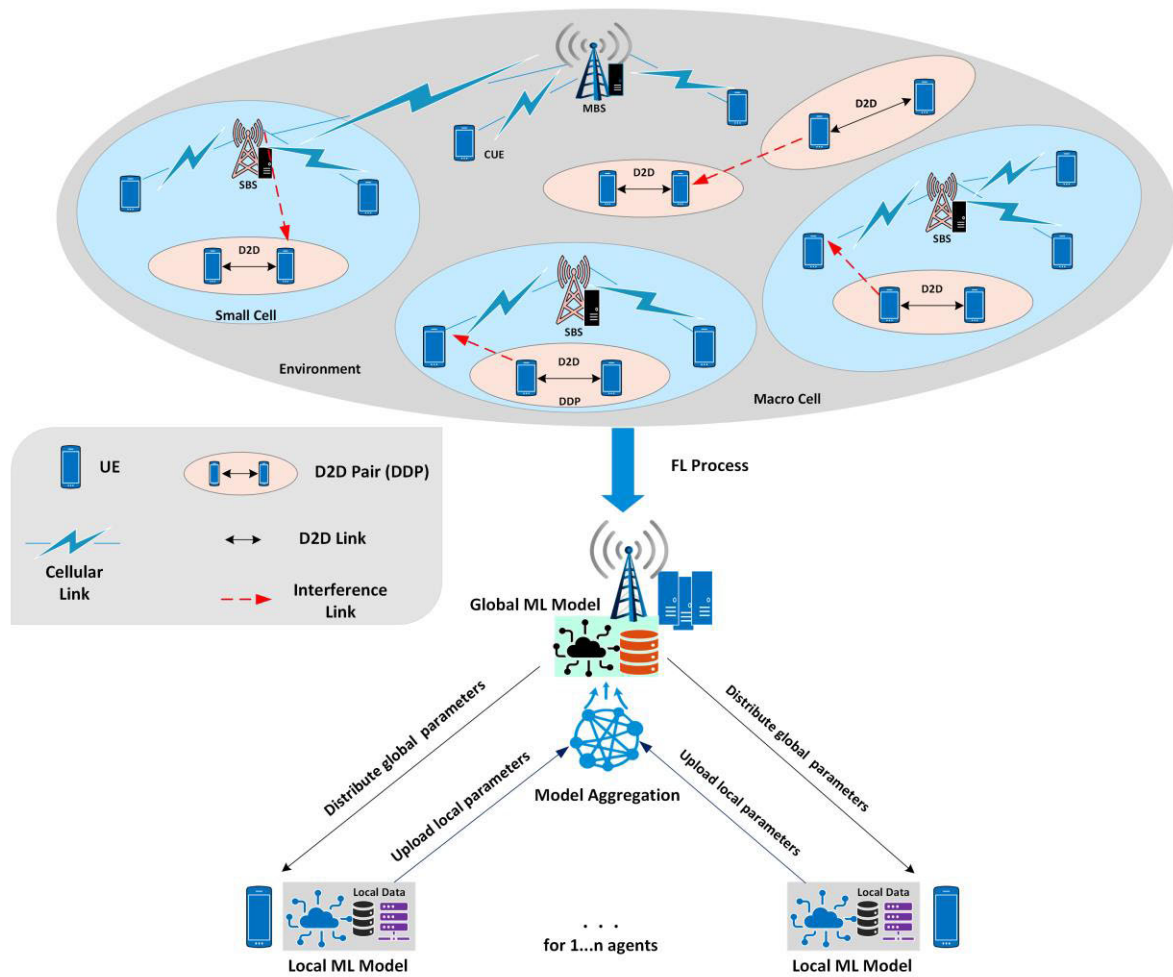 MBS
D2D
CUE
SBS
D2D
SBS
D2D
Small Cell
SBS
D2D
Environment
D2D
DDP
Macro Cell
UE
D2D Pair (DDP)
FL Process
D2D Link
Cellular
Link
Interference
Link
Global ML Model
Distribute global parameters
Distribute global parameters
Upload local parameters
Upload local parameters
Model Aggregation
Local Data
Local Data
. . .
for 1...n agents
Local ML Model
Local ML Model